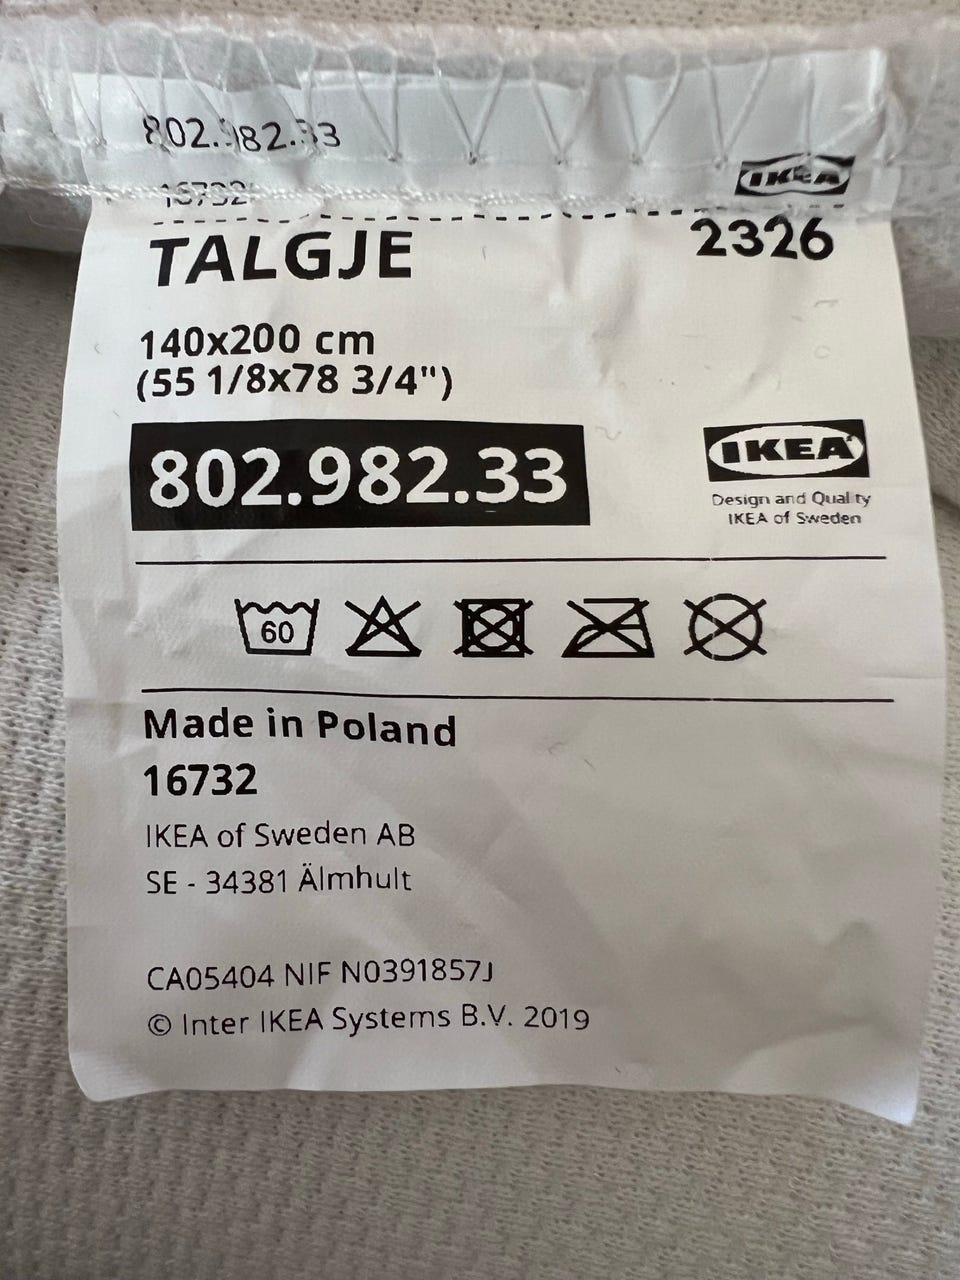 802.982.33
16732
IKEA
TALGJE
2326
140x200 cm
(55 1/8x78 3/4")
802.982.33
IKEA
Design and Quality
IKEA of Sweden
60
Made in Poland
16732
IKEA of Sweden AB
SE - 34381 Älmhult
CA05404 NIF N0391857J
© Inter IKEA Systems B.V. 2019